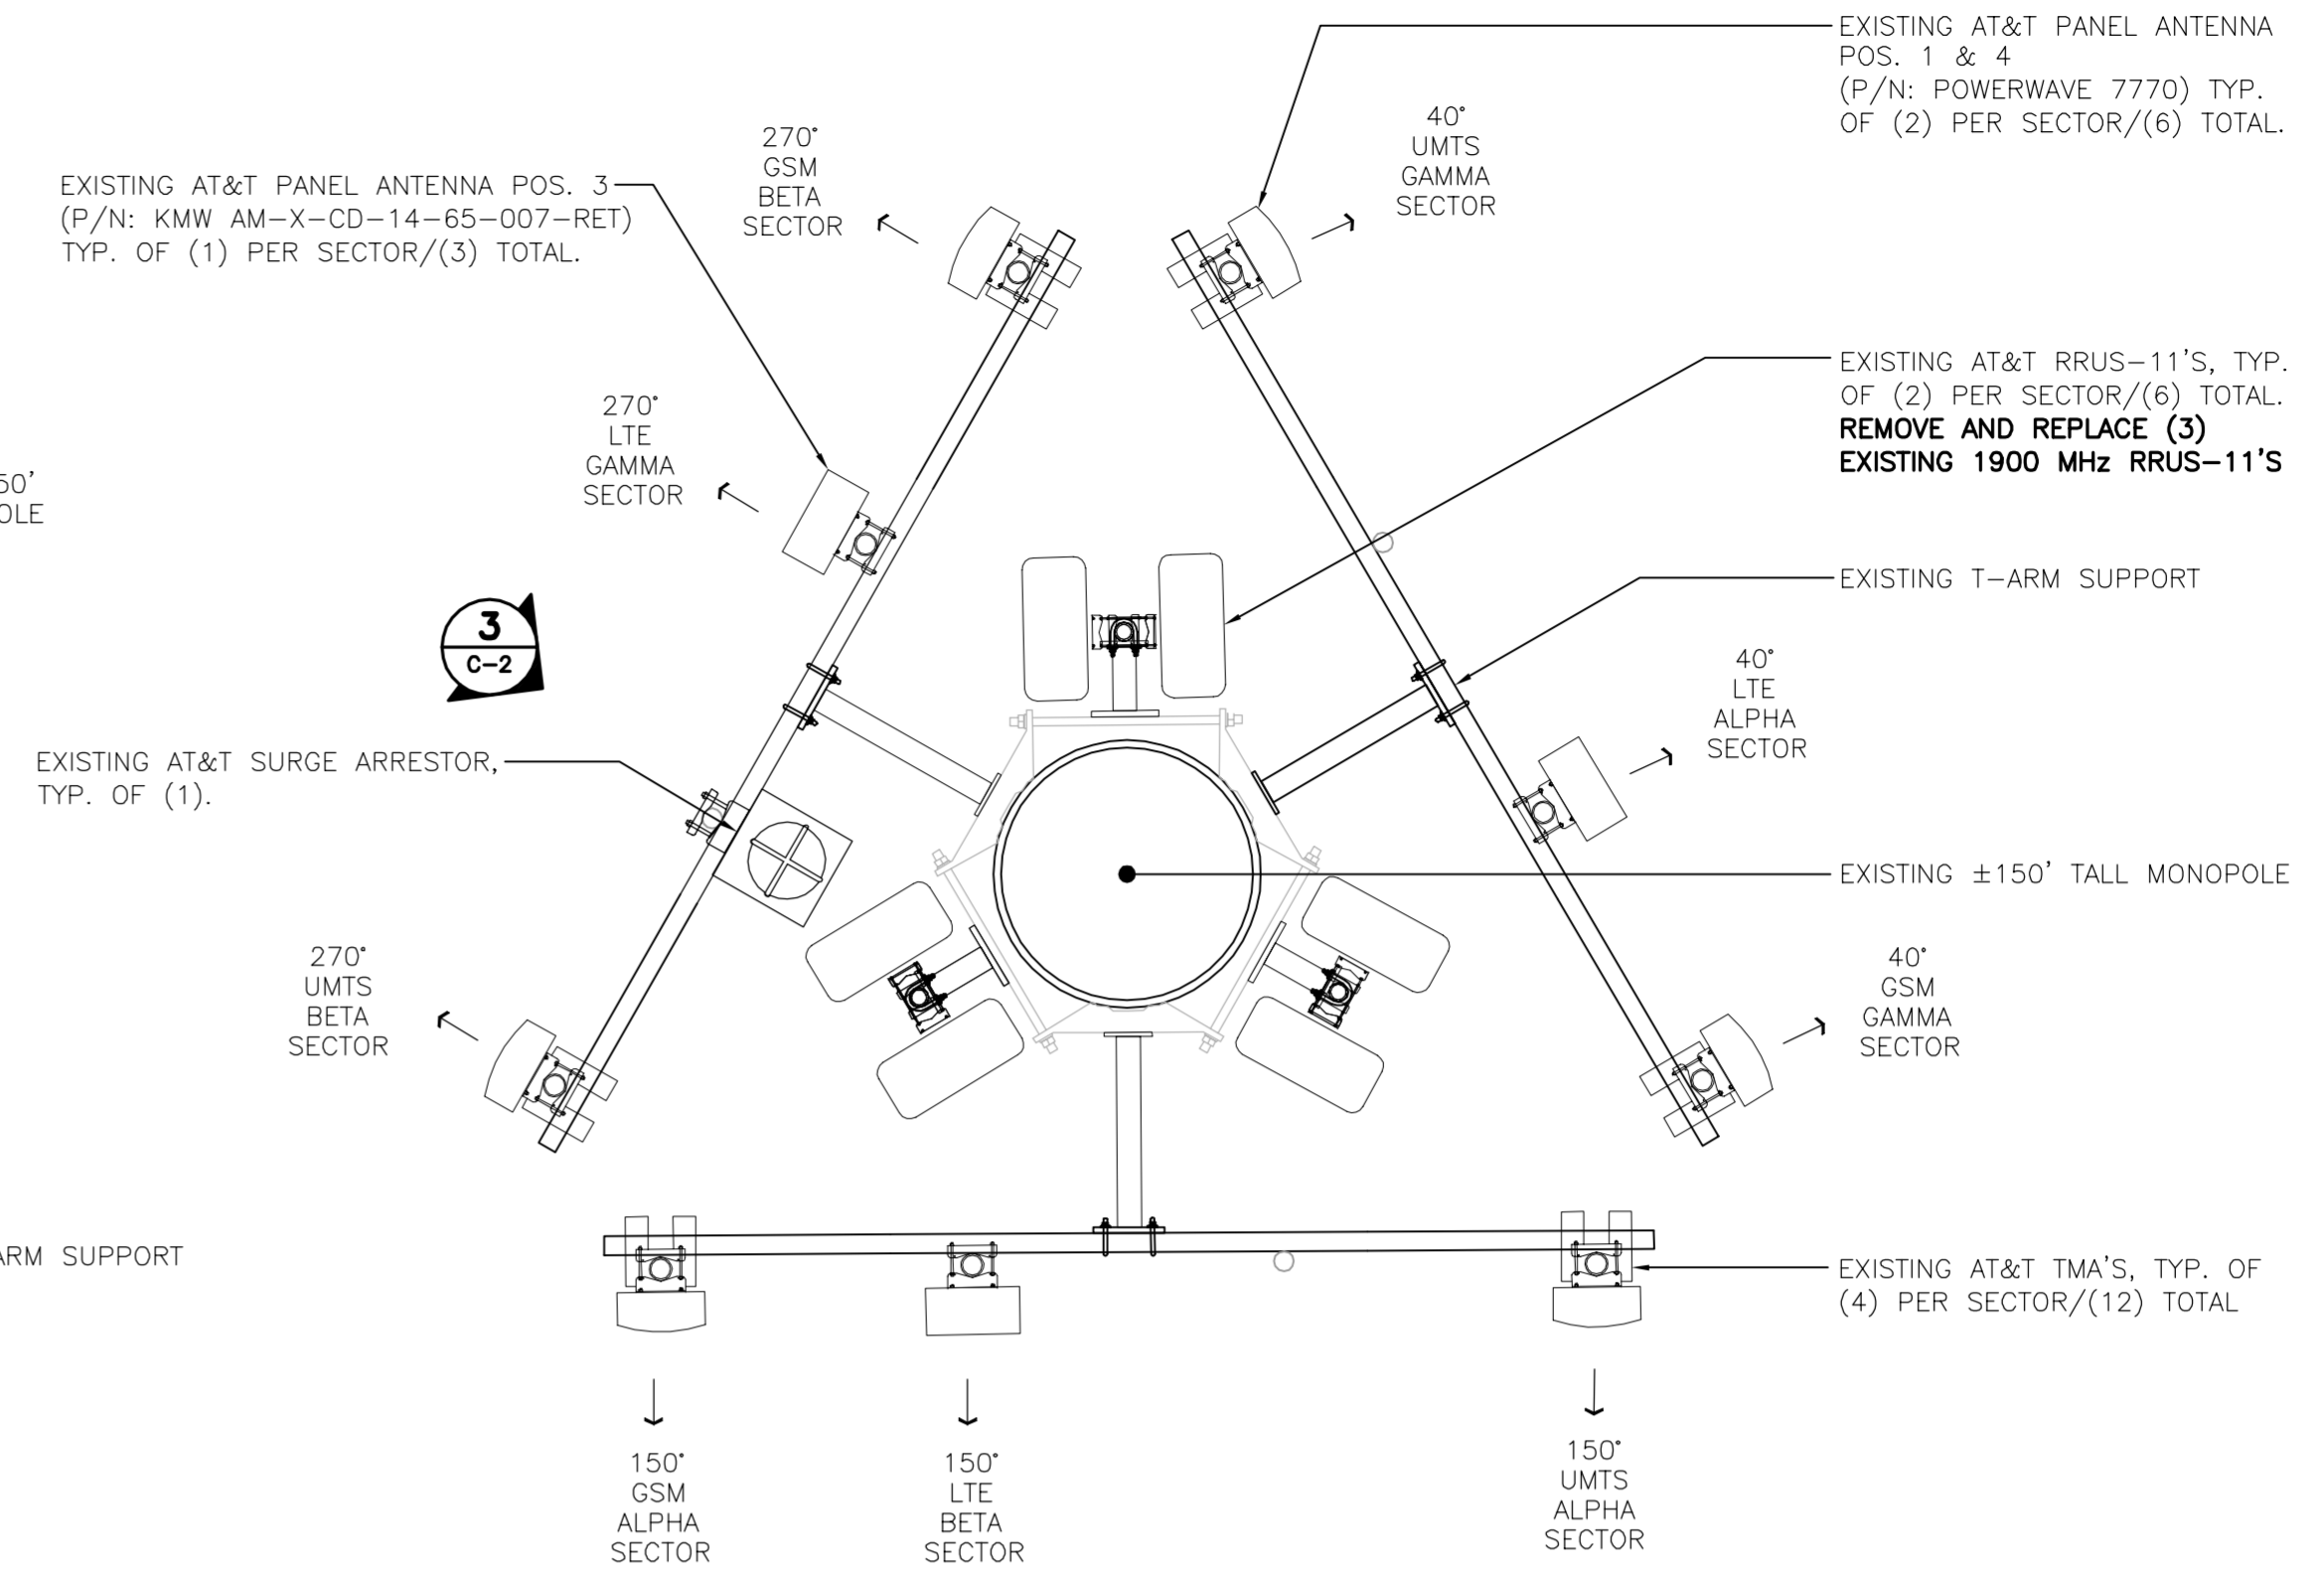 EXISTING AT&T PANEL ANTENNA
POS. 1 & 4
(P/N: POWERWAVE 7770) TYP.
OF (2) PER SECTOR/(6) TOTAL.
40°
UMTS
GAMMA
SECTOR
270°
GSM
BETA
SECTOR
EXISTING AT&T PANEL ANTENNA POS. 3
(P/N: KMW AM-X-CD-14-65-007-RET)
TYP. OF (1) PER SECTOR/(3) TOTAL.
EXISTING AT&T RRUS-11'S, TYP.
OF (2) PER SECTOR/(6) TOTAL.
REMOVE AND REPLACE (3)
EXISTING 1900 MHz RRUS-11'S
270°
LTE
GAMMA
SECTOR
50'
OLE
EXISTING T-ARM SUPPORT
3
C-2
40°
LTE
ALPHA
SECTOR
EXISTING AT&T SURGE ARRESTOR,
TYP. OF (1).
EXISTING ±150' TALL MONOPOLE
270°
UMTS
BETA
SECTOR
40°
GSM
GAMMA
SECTOR
ARM SUPPORT
EXISTING AT&T TMA'S, TYP. OF
(4) PER SECTOR/(12) TOTAL
150°
GSM
ALPHA
SECTOR
150°
LTE
BETA
SECTOR
150°
UMTS
ALPHA
SECTOR